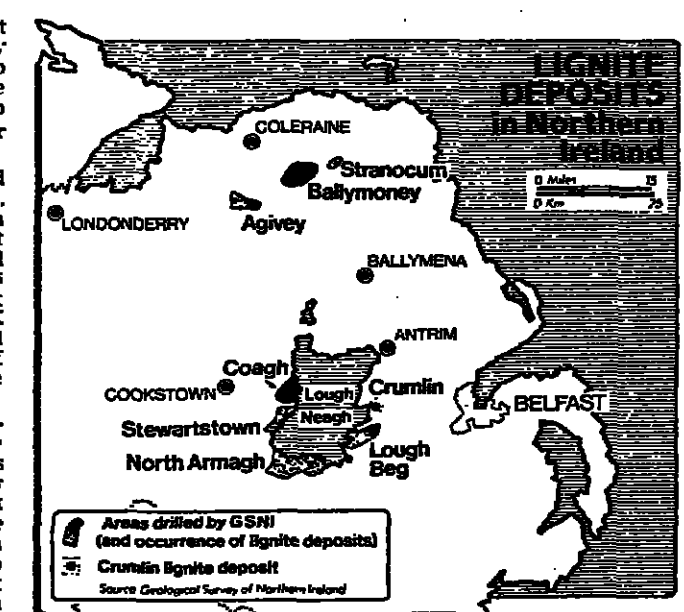 LIGNITE
DEPOSITS
in Northern
Ireland
0 Miles 15
0 Km 25
COLERAINE
Stranocum
Ballymoney
LONDONDERRY
Agivey
BALLYMENA
ANTRIM
Coagh
COOKSTOWN
Lough
Neagh
Crumlin
BELFAST
Stewartstown
North Armagh
Lough
Beg
Areas drilled by GSNI
(and occurrence of lignite deposits)
Crumlin lignite deposit
Source Geological Survey of Northern Ireland